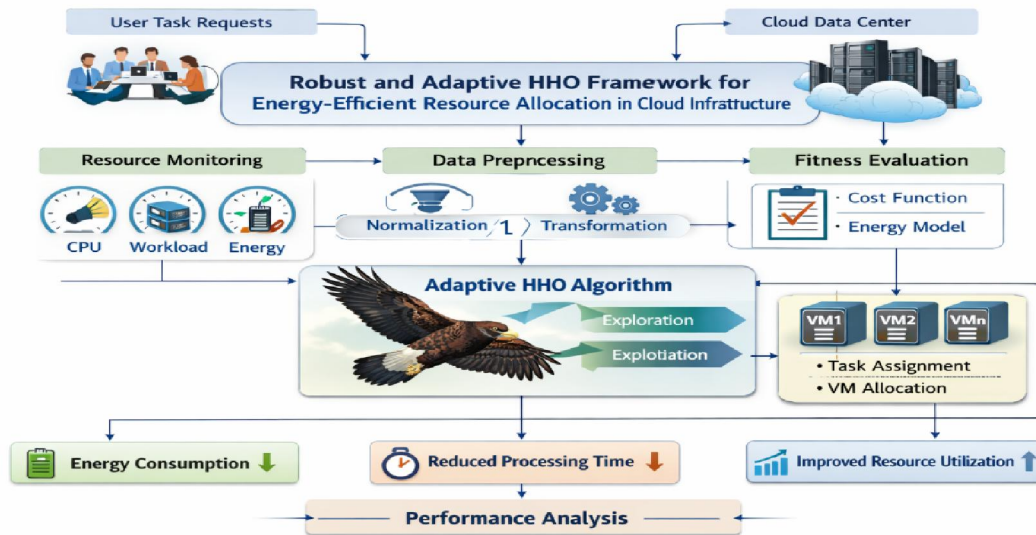 User Task Requests
Cloud Data Center
Robust and Adaptive HHO Framework for
Energy-Efficient Resource Allocation in Cloud Infrtructure
Resource Monitoring
Data Prepncessing
Fitness Evaluation
CPU
Workload
Energy
Normalization
1
Transformation
· Cost Function
· Energy Model
Adaptive HHO Algorithm
Exploration
Explotiation
VM1
VM2
VMn
• Task Assignment
• VM Allocation
Energy Consumption
Reduced Processing Time
Improved Resource Utilization
Performance Analysis